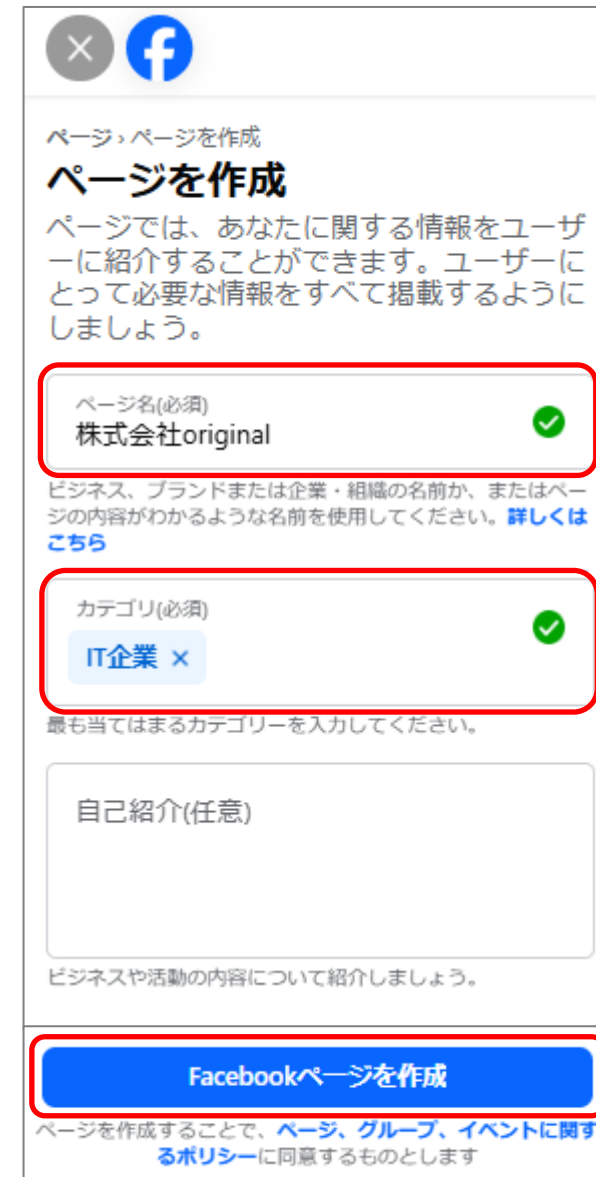 ページ › ページを作成
ページを作成
ページでは、あなたに関する情報をユーザ
ーに紹介することができます。ユーザーに
とって必要な情報をすべて掲載するように
しましょう。
ページ名(必須)
株式会社original
ビジネス、ブランドまたは企業・組織の名前か、またはペー
ジの内容がわかるような名前を使用してください。詳しくは
こちら
カテゴリ(必須)
IT企業 ×
最も当てはまるカテゴリーを入力してください。
自己紹介(任意)
ビジネスや活動の内容について紹介しましょう。
Facebookページを作成
ページを作成することで、ページ、グループ、イベントに関す
るポリシーに同意するものとします